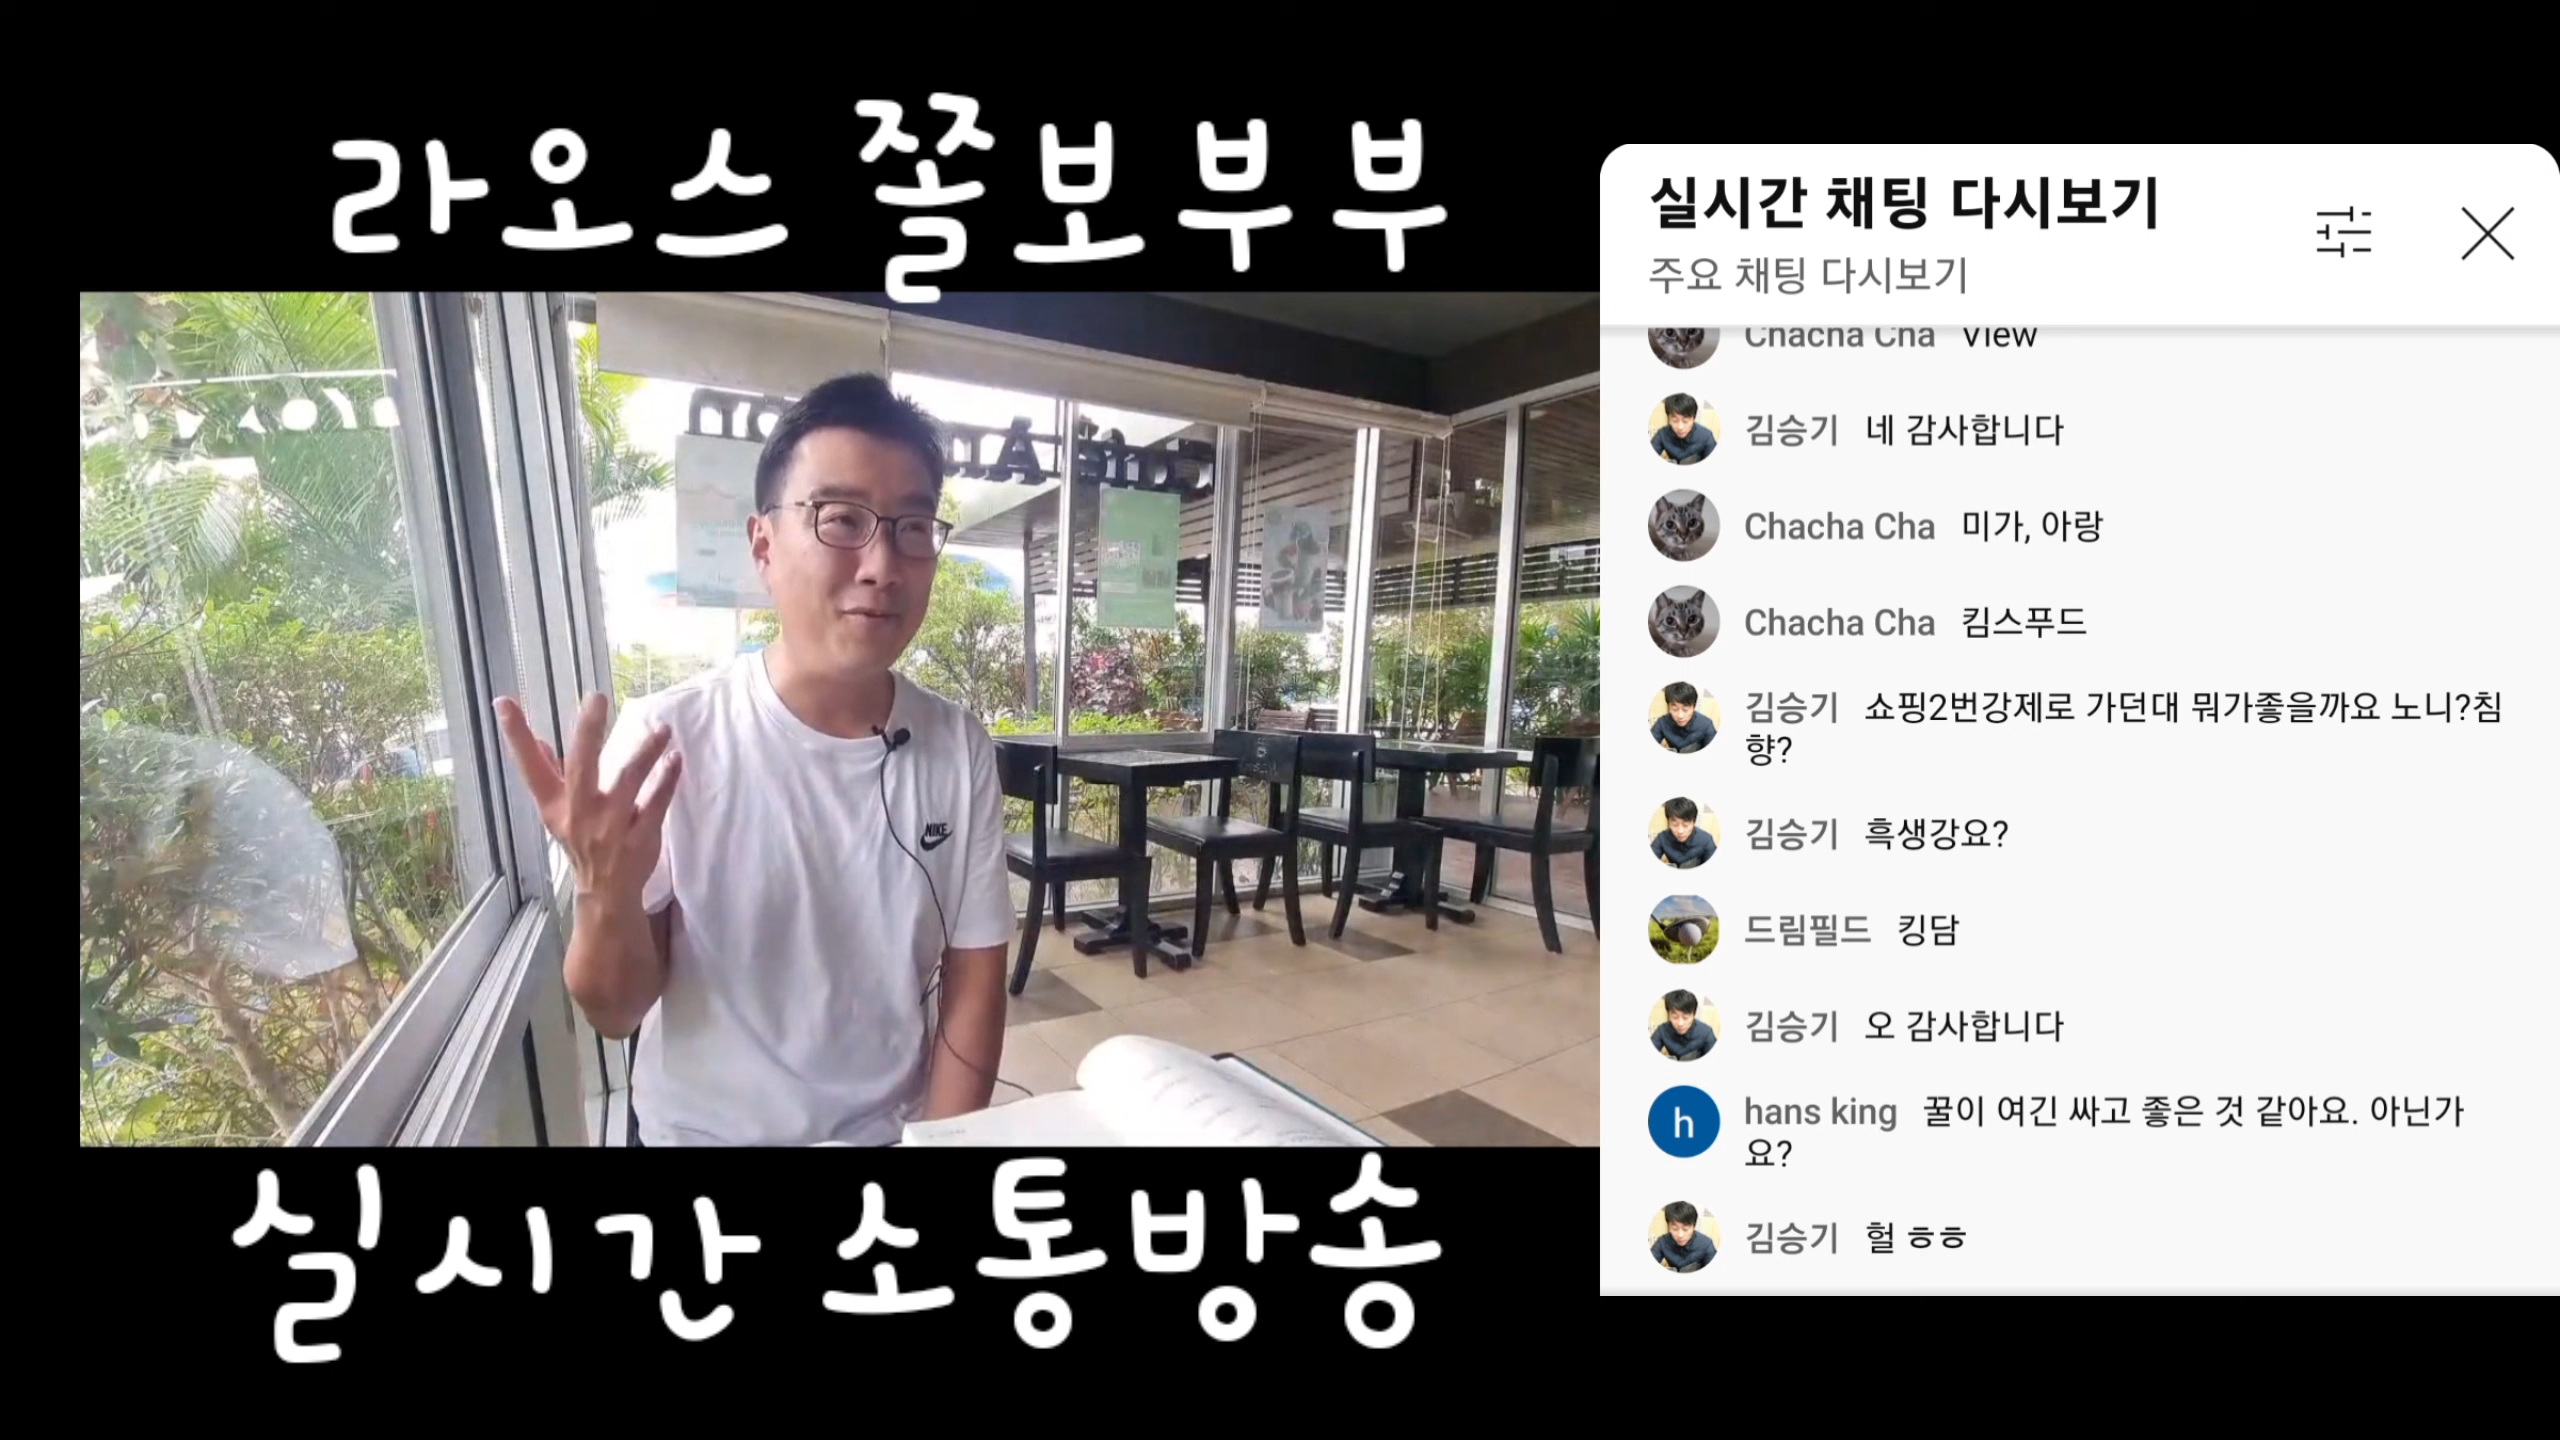 라오스 쫄보부부
실시간 채팅 다시보기
주요 채팅 다시보기
Chacha Cha View
김승기 네 감사합니다
Chacha Cha 미가, 아랑
Chacha Cha 킴스푸드
김승기 쇼핑2번강제로 가던대 뭐가좋을까요 노니?침
향?
김승기 흑생강요?
드림필드 킹담
김승기 오 감사합니다
h hans king 꿀이 여긴 싸고 좋은 것 같아요. 아닌가
요?
김승기 헐 ㅎㅎ
NIKE
실시간 소통방송